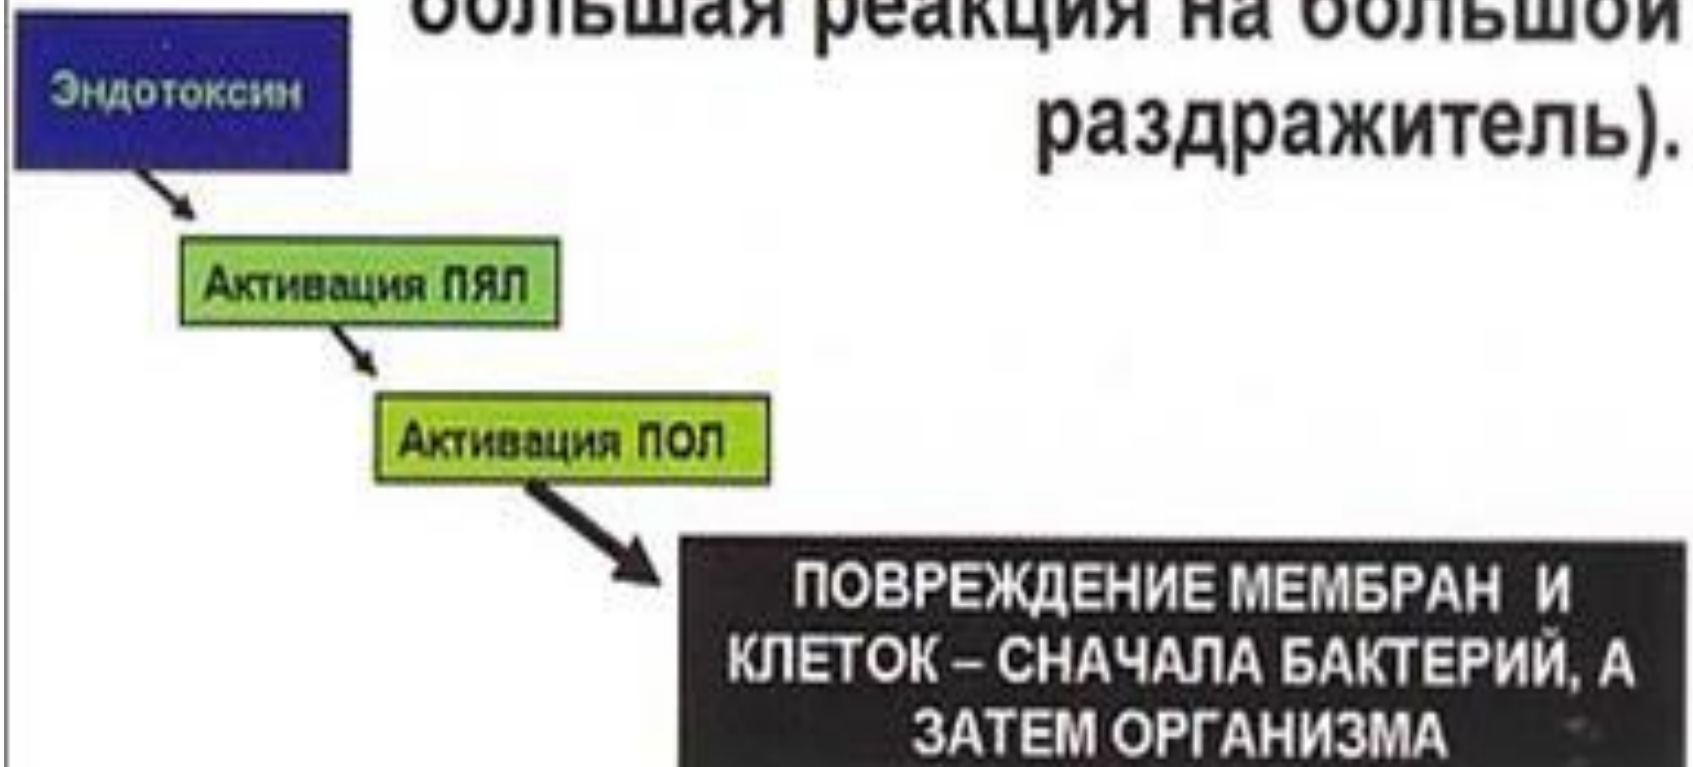 большая реакция на большой
раздражитель).
Эндотоксин
Активация ПЯЛ
Активация ПОЛ
ПОВРЕЖДЕНИЕ МЕМБРАН И
КЛЕТОК – СНАЧАЛА БАКТЕРИЙ, А
ЗАТЕМ ОРГАНИЗМА